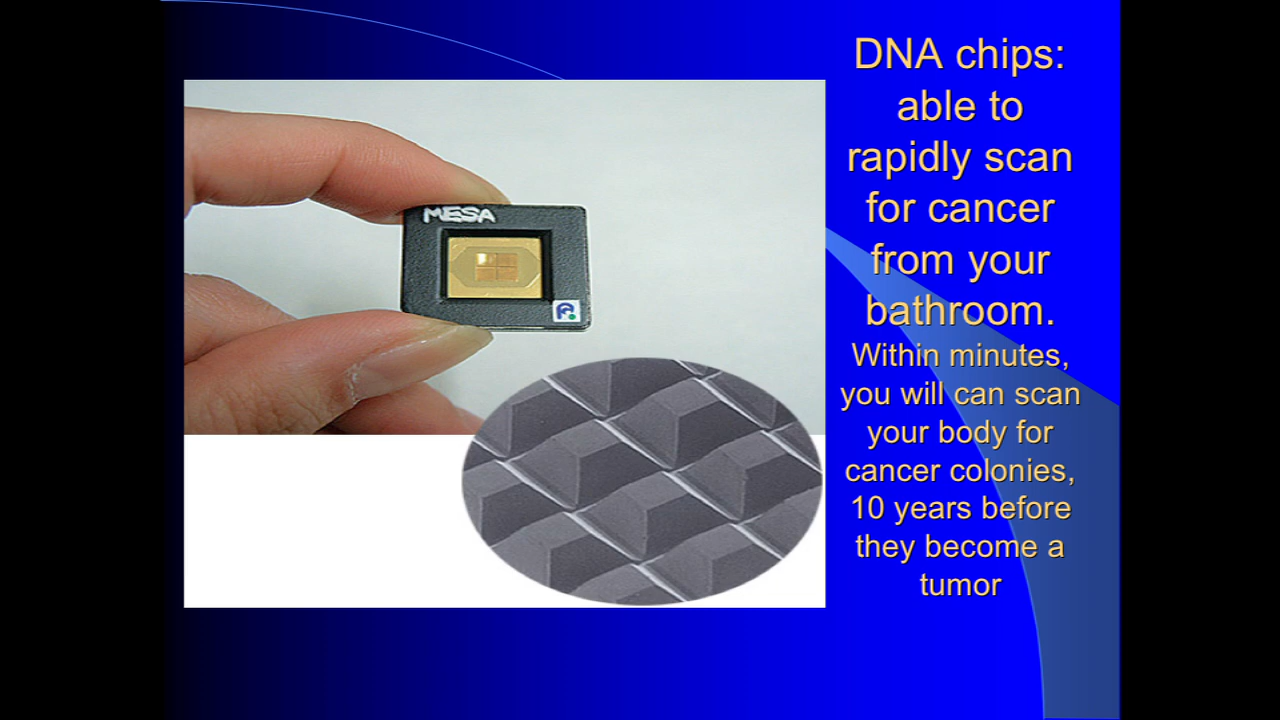 DNA chips:
able to
rapidly scan
for cancer
from your
bathroom.
Within minutes,
you will can scan
your body for
cancer colonies,
10 years before
they become a
tumor
MESA